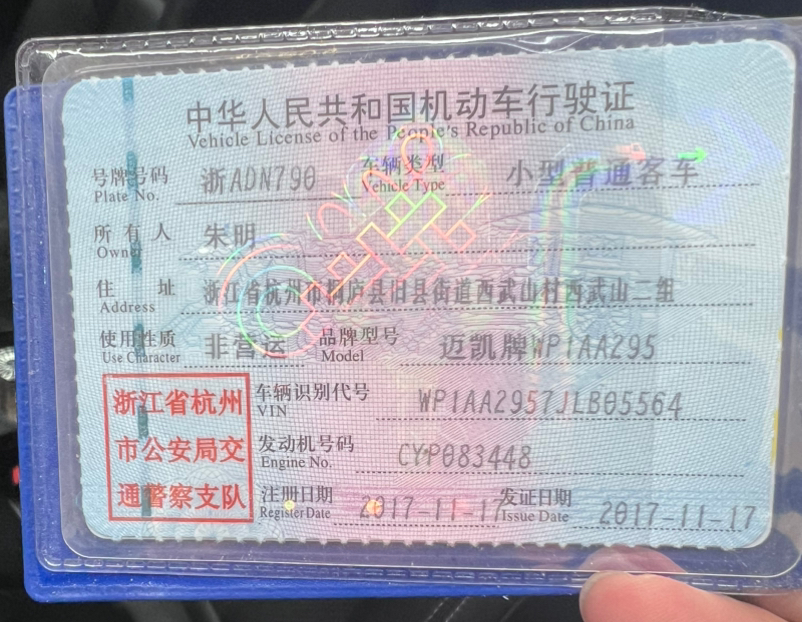 中华人民共和国机动车行驶证
Vehicle License of the People's Republic of China
号牌号码 浙ADN790 车辆类型 小型普通客车
Plate No. Vehicle Type
所有人 朱明
Owner
住址 浙江省杭州市桐庐县旧县街道西武山村西武山二组
Address
使用性质 非营运 品牌型号 迈凯牌WP1AA295
Use Character Model
浙江省杭州 车辆识别代号 WP1AA2957JLB05564
VIN
市公安局交 发动机号码 CYP083448
Engine No.
通警察支队 注册日期 2017-11-17 发证日期 2017-11-17
Register Date Issue Date